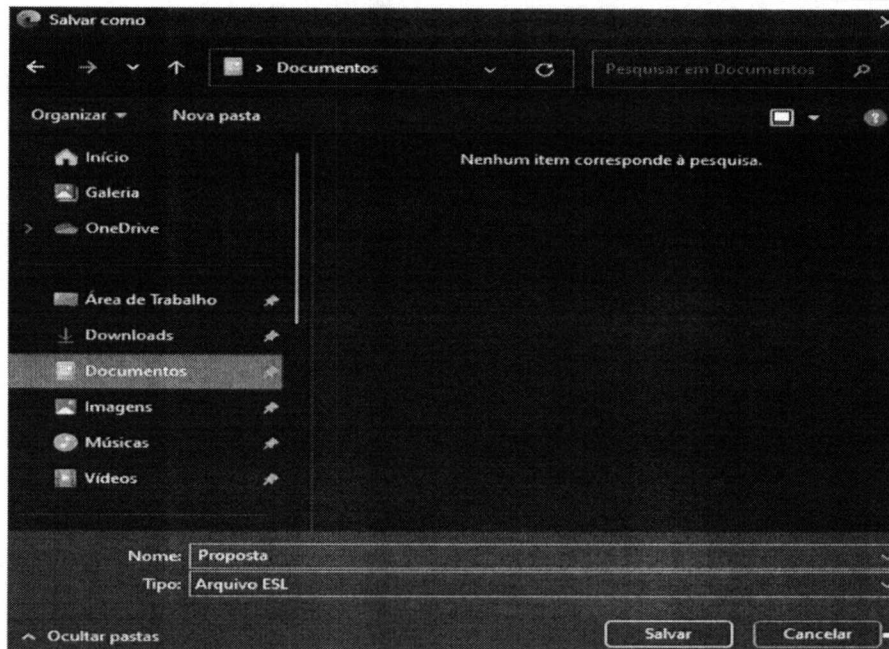 Salvar como
Documentos
Pesquisar em Documentos
Organizar
Nova pasta
Início
Galeria
OneDrive
Nenhum item corresponde à pesquisa.
Área de Trabalho
Downloads
Documentos
Imagens
Músicas
Vídeos
Nome: Proposta
Tipo: Arquivo ESL
Ocultar pastas
Salvar
Cancelar